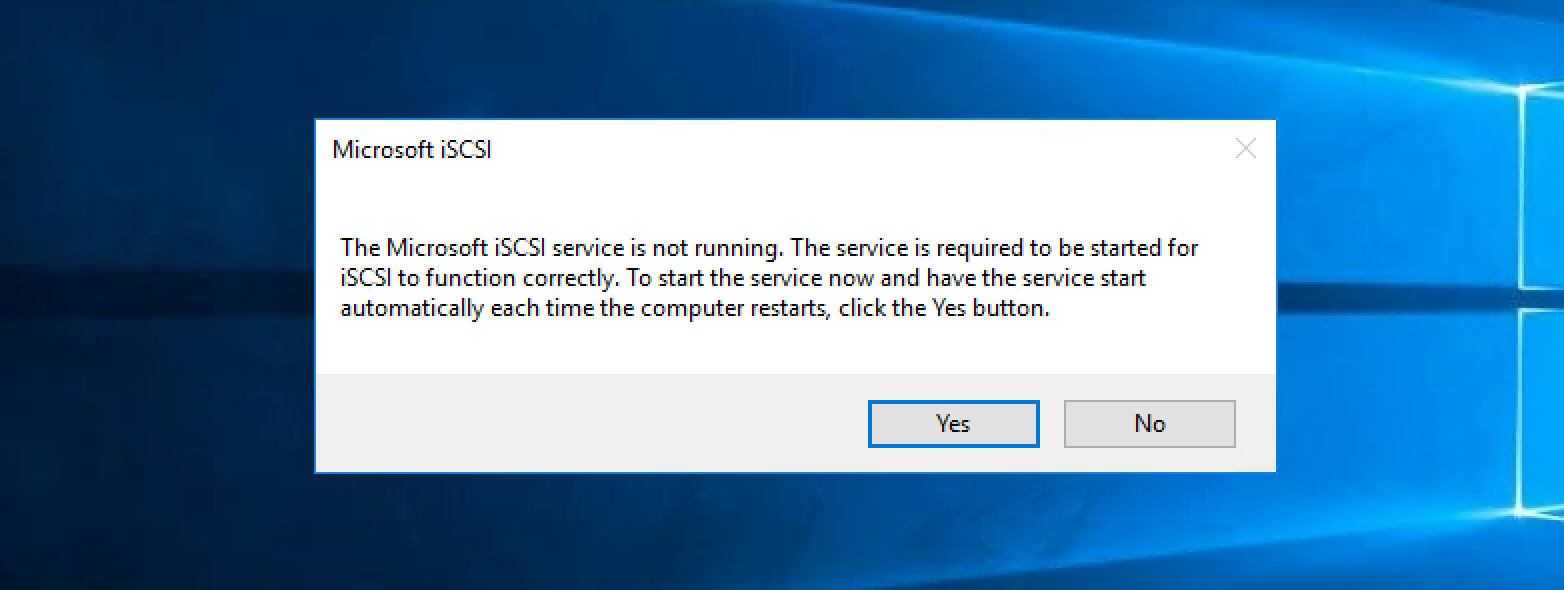 Microsoft iSCSI
The Microsoft iSCSI service is not running. The service is required to be started for
iSCSI to function correctly. To start the service now and have the service start
automatically each time the computer restarts, click the Yes button.
Yes No